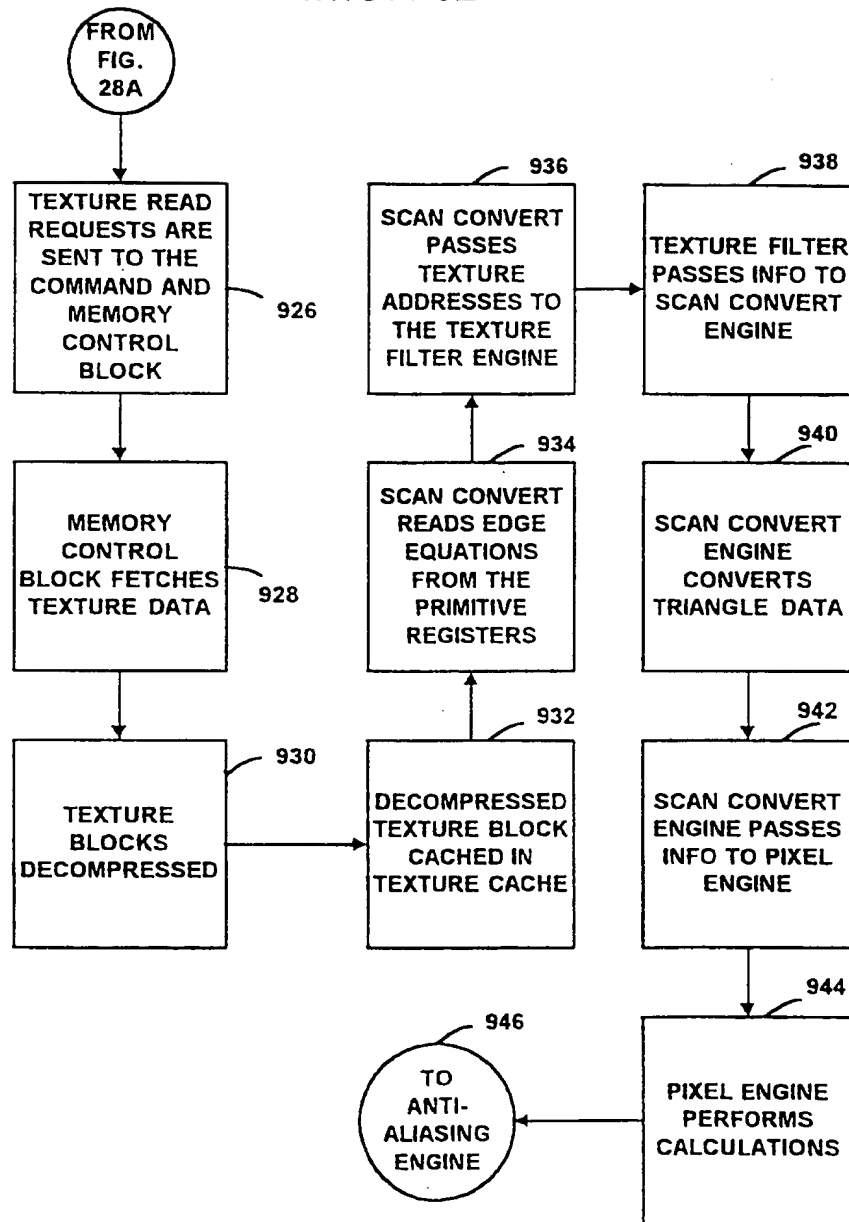 FROM
FIG.
28A
TEXTURE READ
REQUESTS ARE
SENT TO THE
COMMAND AND
MEMORY
CONTROL
BLOCK
926
MEMORY
CONTROL
BLOCK FETCHES
TEXTURE DATA
928
930
TEXTURE
BLOCKS
DECOMPRESSED
932
DECOMPRESSED
TEXTURE BLOCK
CACHED IN
TEXTURE CACHE
934
SCAN CONVERT
READS EDGE
EQUATIONS
FROM THE
PRIMITIVE
REGISTERS
936
SCAN CONVERT
PASSES
TEXTURE
ADDRESSES TO
THE TEXTURE
FILTER ENGINE
938
TEXTURE FILTER
PASSES INFO TO
SCAN CONVERT
ENGINE
940
SCAN CONVERT
ENGINE
CONVERTS
TRIANGLE DATA
942
SCAN CONVERT
ENGINE PASSES
INFO TO PIXEL
ENGINE
944
PIXEL ENGINE
PERFORMS
CALCULATIONS
946
TO
ANTI-
ALIASING
ENGINE